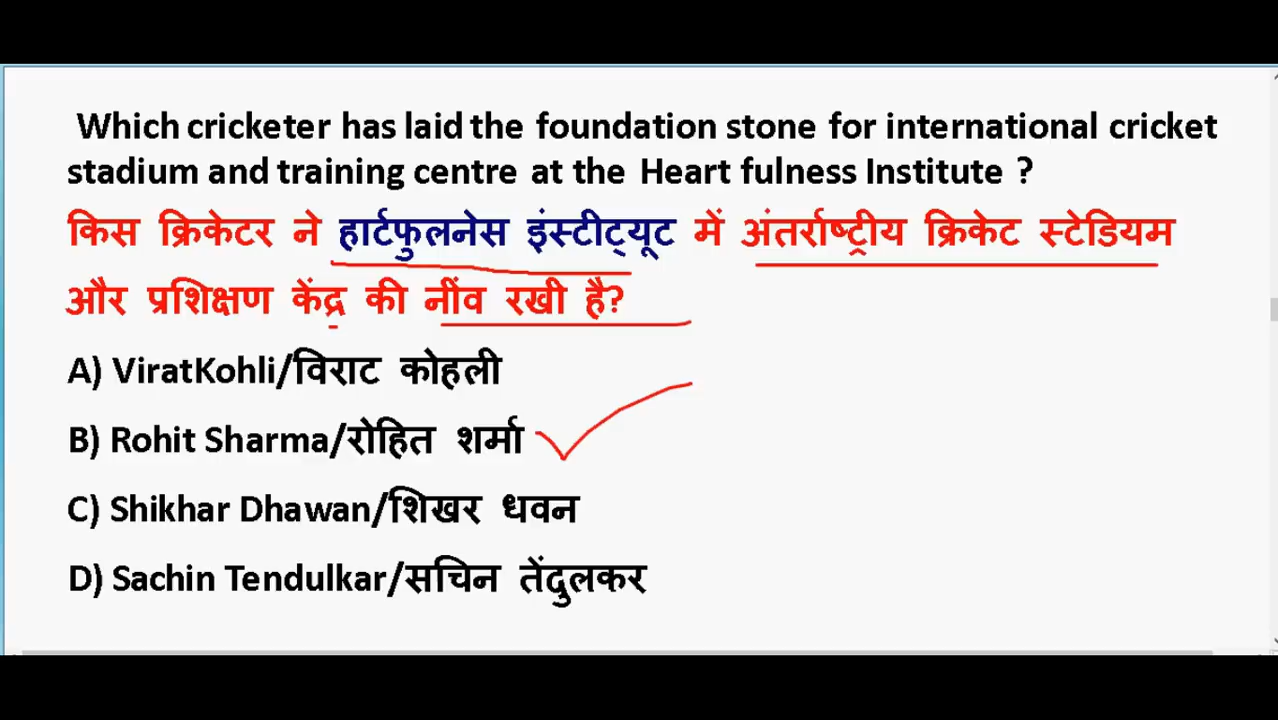 Which cricketer has laid the foundation stone for international cricket
stadium and training centre at the Heart fulness Institute ?
किस क्रिकेटर ने हार्टफुलनेस इंस्टीट्यूट में अंतर्राष्ट्रीय क्रिकेट स्टेडियम
और प्रशिक्षण केंद्र की नींव रखी है?
A) ViratKohli/विराट कोहली
B) Rohit Sharma/रोहित शर्मा
C) Shikhar Dhawan/शिखर धवन
D) Sachin Tendulkar/सचिन तेंदुलकर